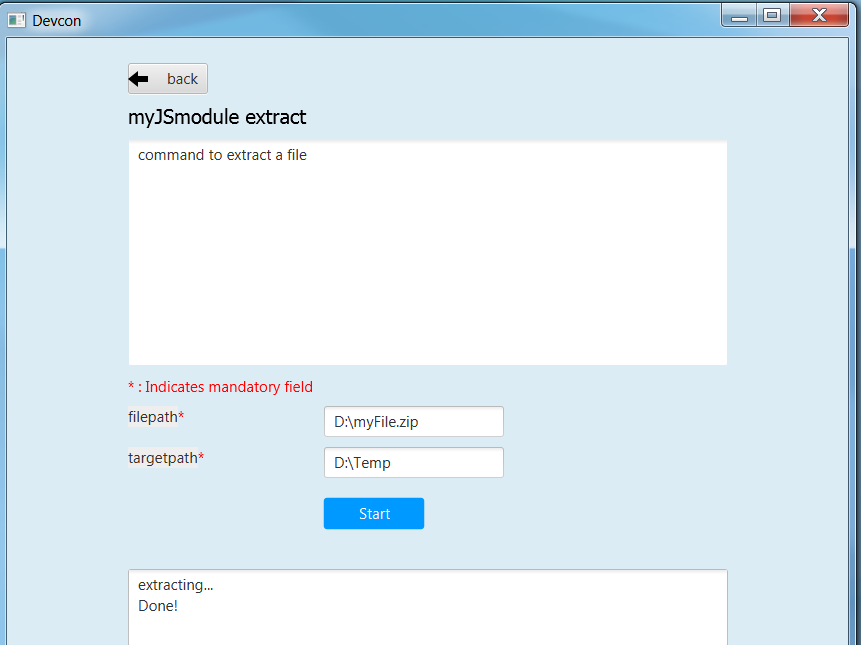 Devcon
back
myJSmodule extract
command to extract a file
* : Indicates mandatory field
filepath*
D:\myFile.zip
targetpath*
D:\Temp
Start
extracting...
Done!